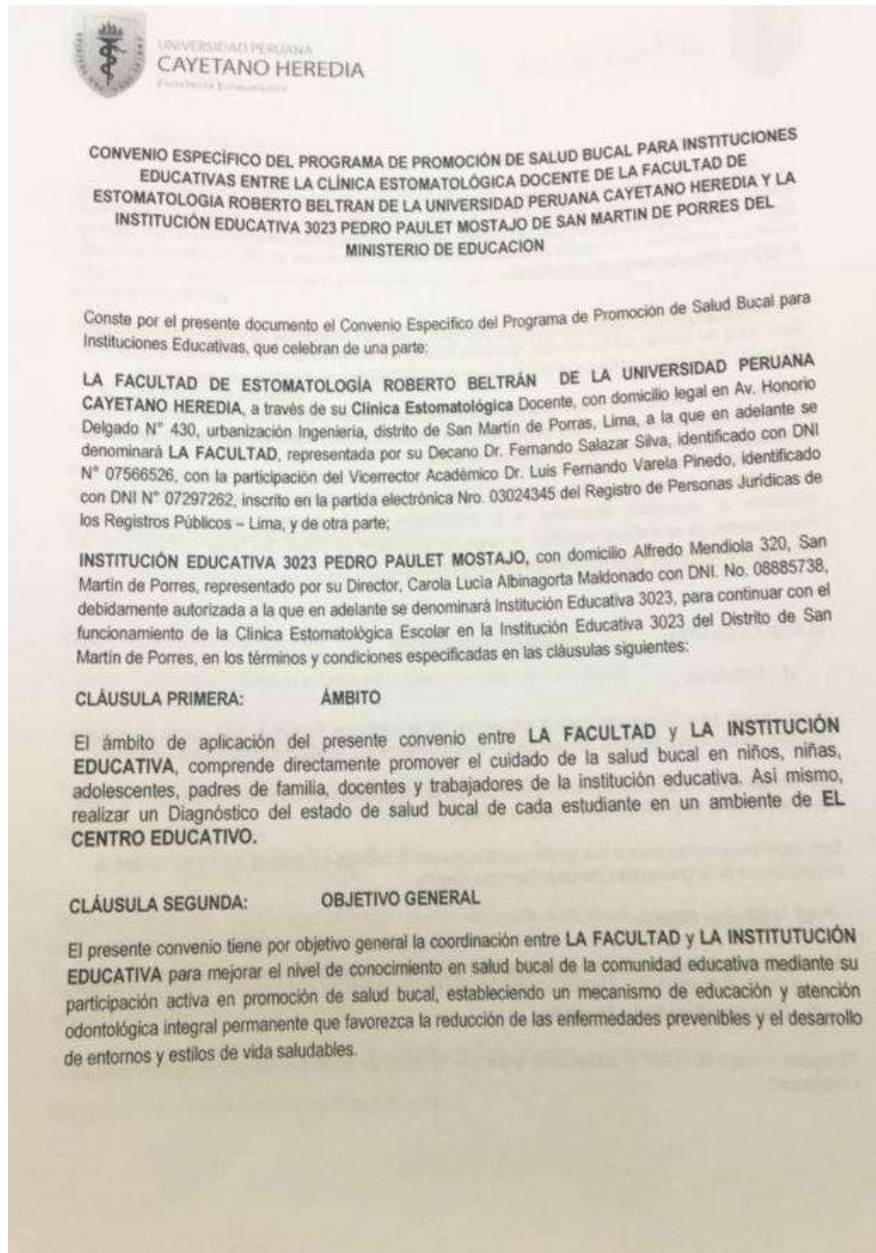 UNIVERSIDAD PERUANA
CAYETANO HEREDIA
CONVENIO ESPECÍFICO DEL PROGRAMA DE PROMOCIÓN DE SALUD BUCAL PARA INSTITUCIONES
EDUCATIVAS ENTRE LA CLÍNICA ESTOMATOLÓGICA DOCENTE DE LA FACULTAD DE
ESTOMATOLOGIA ROBERTO BELTRAN DE LA UNIVERSIDAD PERUANA CAYETANO HEREDIA Y LA
INSTITUCIÓN EDUCATIVA 3023 PEDRO PAULET MOSTAJO DE SAN MARTIN DE PORRES DEL
MINISTERIO DE EDUCACION
Conste por el presente documento el Convenio Especifico del Programa de Promoción de Salud Bucal para
Instituciones Educativas, que celebran de una parte:
LA FACULTAD DE ESTOMATOLOGÍA ROBERTO BELTRÁN DE LA UNIVERSIDAD PERUANA
CAYETANO HEREDIA, a través de su Clínica Estomatológica Docente, con domicilio legal en Av. Honorio
Delgado N° 430, urbanización Ingeniería, distrito de San Martín de Porras, Lima, a la que en adelante se
denominará LA FACULTAD, representada por su Decano Dr. Fernando Salazar Silva, identificado con DNI
N° 07566526, con la participación del Vicerrector Académico Dr. Luis Fernando Varela Pinedo, identificado
con DNI N° 07297262, inscrito en la partida electrónica Nro. 03024345 del Registro de Personas Jurídicas de
los Registros Públicos – Lima, y de otra parte;
INSTITUCIÓN EDUCATIVA 3023 PEDRO PAULET MOSTAJO, con domicilio Alfredo Mendiola 320, San
Martin de Porres, representado por su Director, Carola Lucia Albinagorta Maldonado con DNI. No. 08885738,
debidamente autorizada a la que en adelante se denominará Institución Educativa 3023, para continuar con el
funcionamiento de la Clínica Estomatológica Escolar en la Institución Educativa 3023 del Distrito de San
Martín de Porres, en los términos y condiciones especificadas en las cláusulas siguientes:
CLÁUSULA PRIMERA: ÁMBITO
El ámbito de aplicación del presente convenio entre LA FACULTAD y LA INSTITUCIÓN
EDUCATIVA, comprende directamente promover el cuidado de la salud bucal en niños, niñas,
adolescentes, padres de familia, docentes y trabajadores de la institución educativa. Así mismo,
realizar un Diagnóstico del estado de salud bucal de cada estudiante en un ambiente de EL
CENTRO EDUCATIVO.
CLÁUSULA SEGUNDA: OBJETIVO GENERAL
El presente convenio tiene por objetivo general la coordinación entre LA FACULTAD y LA INSTITUTUCIÓN
EDUCATIVA para mejorar el nivel de conocimiento en salud bucal de la comunidad educativa mediante su
participación activa en promoción de salud bucal, estableciendo un mecanismo de educación y atención
odontológica integral permanente que favorezca la reducción de las enfermedades prevenibles y el desarrollo
de entornos y estilos de vida saludables.